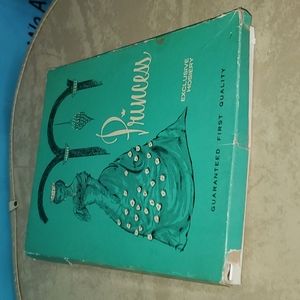 Princess
EXCLUSIVE
HOSIERY
GUARANTEED FIRST QUALITY